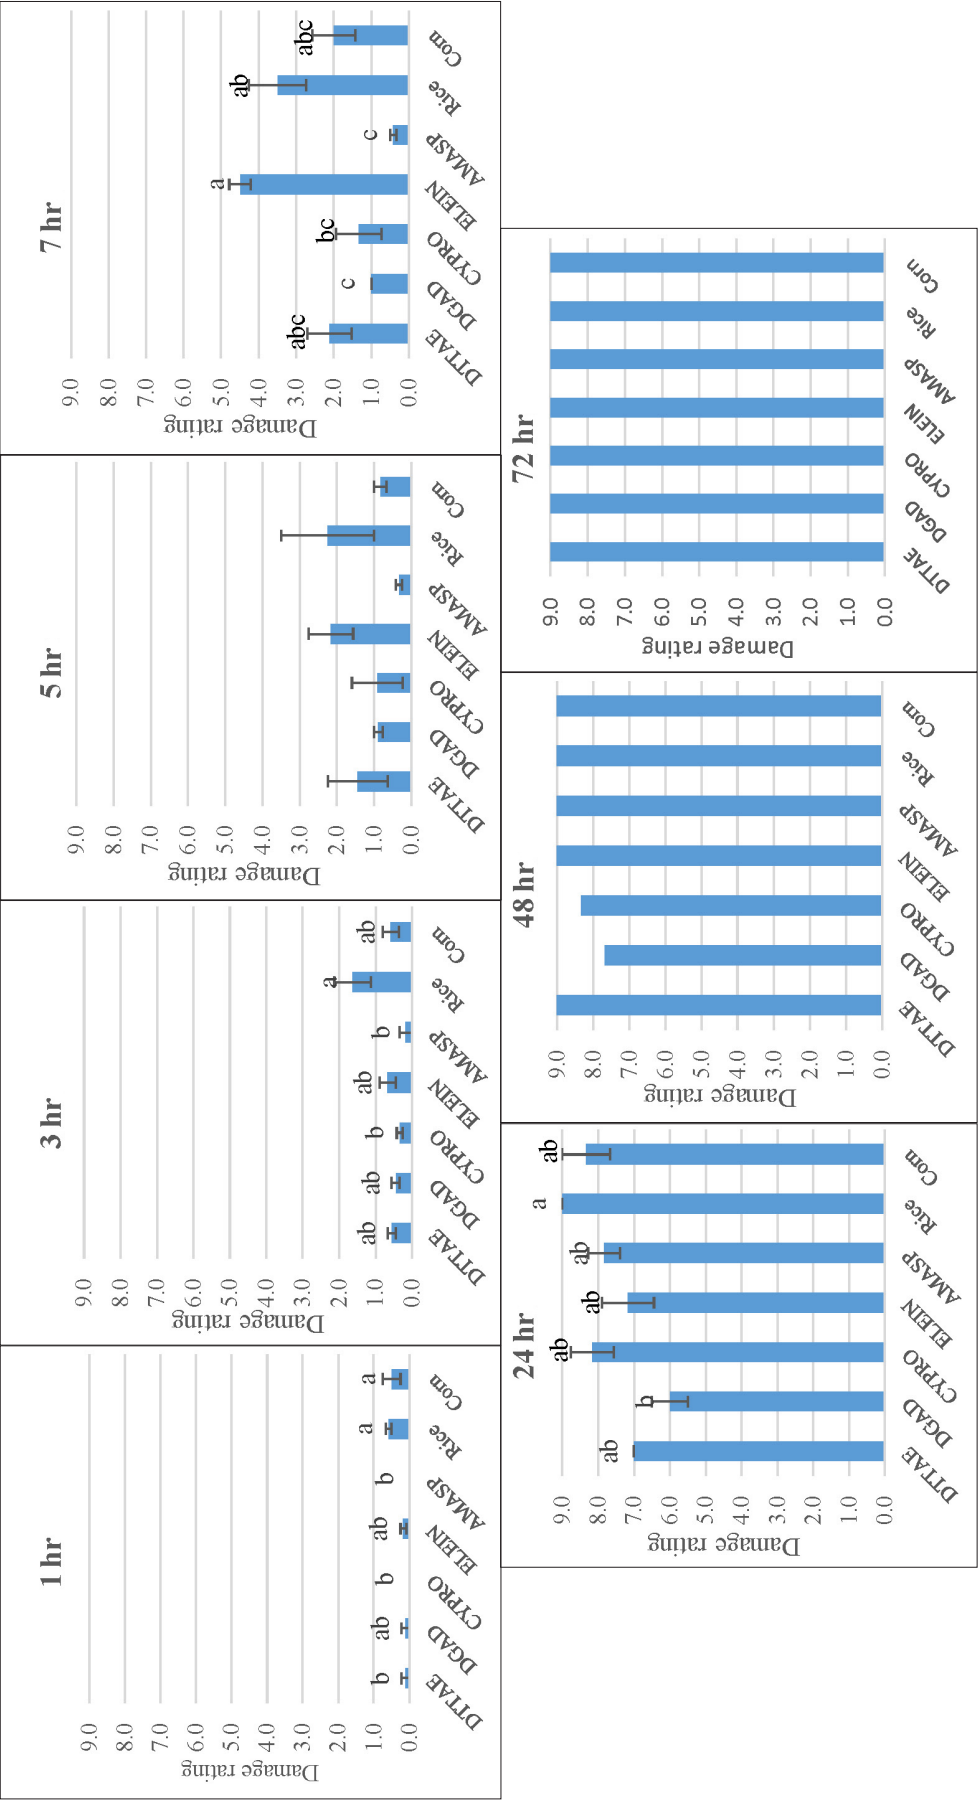 1 hr
9.0
8.0
7.0
6.0
5.0
4.0
3.0
2.0
1.0
0.0
Damage rating
b
ab
b
ab
b
a
a
DTTAE
DGAD
CYPRO
ELEIN
AMASP
Rice
Corn
3 hr
9.0
8.0
7.0
6.0
5.0
4.0
3.0
2.0
1.0
0.0
Damage rating
ab
ab
b
ab
b
a
ab
DTTAE
DGAD
CYPRO
ELEIN
AMASP
Rice
Corn
5 hr
9.0
8.0
7.0
6.0
5.0
4.0
3.0
2.0
1.0
0.0
Damage rating
DTTAE
DGAD
CYPRO
ELEIN
AMASP
Rice
Corn
7 hr
9.0
8.0
7.0
6.0
5.0
4.0
3.0
2.0
1.0
0.0
Damage rating
abc
c
bc
a
c
ab
abc
DTTAE
DGAD
CYPRO
ELEIN
AMASP
Rice
Corn
24 hr
9.0
8.0
7.0
6.0
5.0
4.0
3.0
2.0
1.0
0.0
Damage rating
ab
b
ab
ab
ab
a
ab
DTTAE
DGAD
CYPRO
ELEIN
AMASP
Rice
Corn
48 hr
9.0
8.0
7.0
6.0
5.0
4.0
3.0
2.0
1.0
0.0
Damage rating
DTTAE
DGAD
CYPRO
ELEIN
AMASP
Rice
Corn
72 hr
9.0
8.0
7.0
6.0
5.0
4.0
3.0
2.0
1.0
0.0
Damage rating
DTTAE
DGAD
CYPRO
ELEIN
AMASP
Rice
Corn